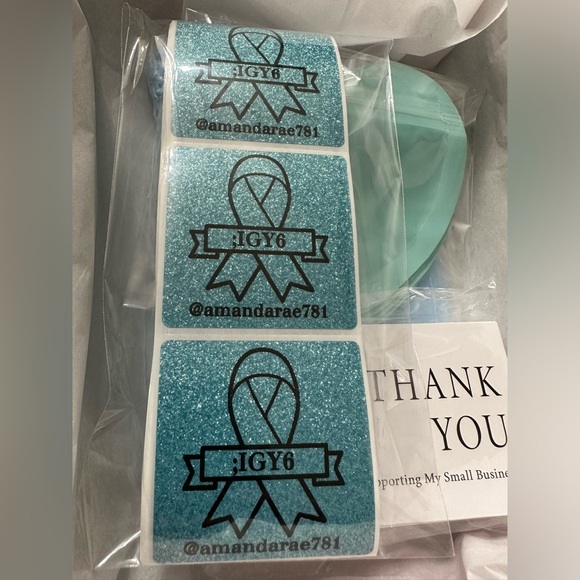 ;IGY6
@amandarae781
;IGY6
@amandarae781
;IGY6
@amandarae781
THANK
YOU
pporting My Small Busine